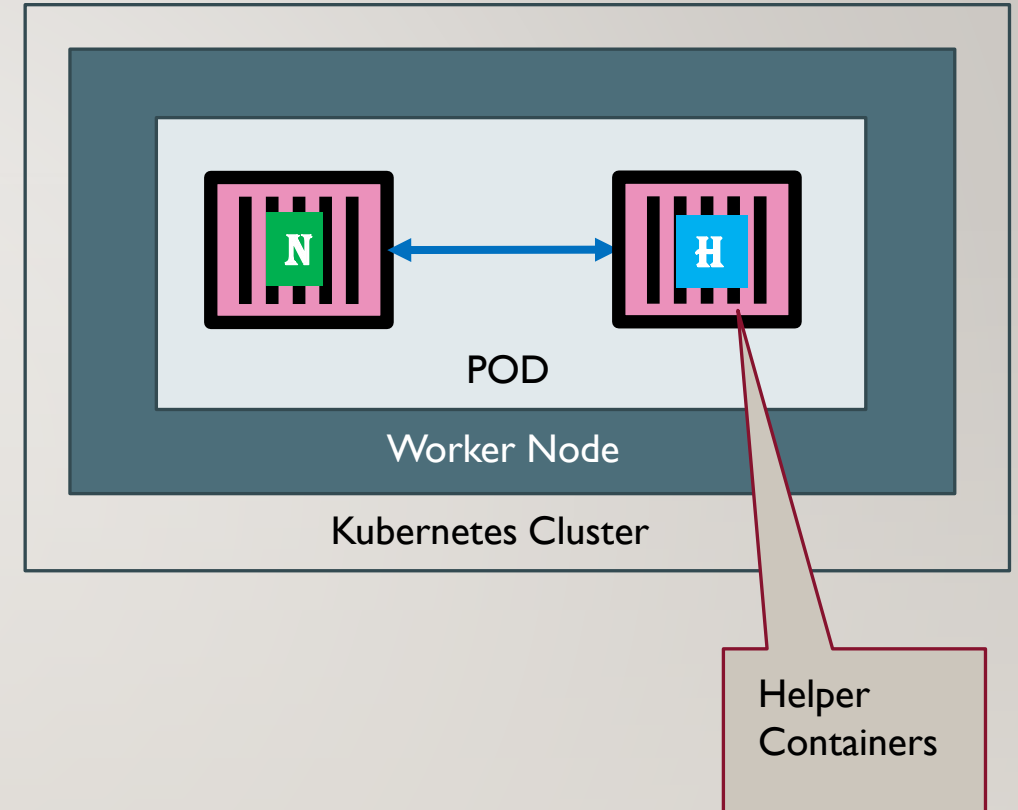 N
H
POD
Worker Node
Kubernetes Cluster
Helper
Containers